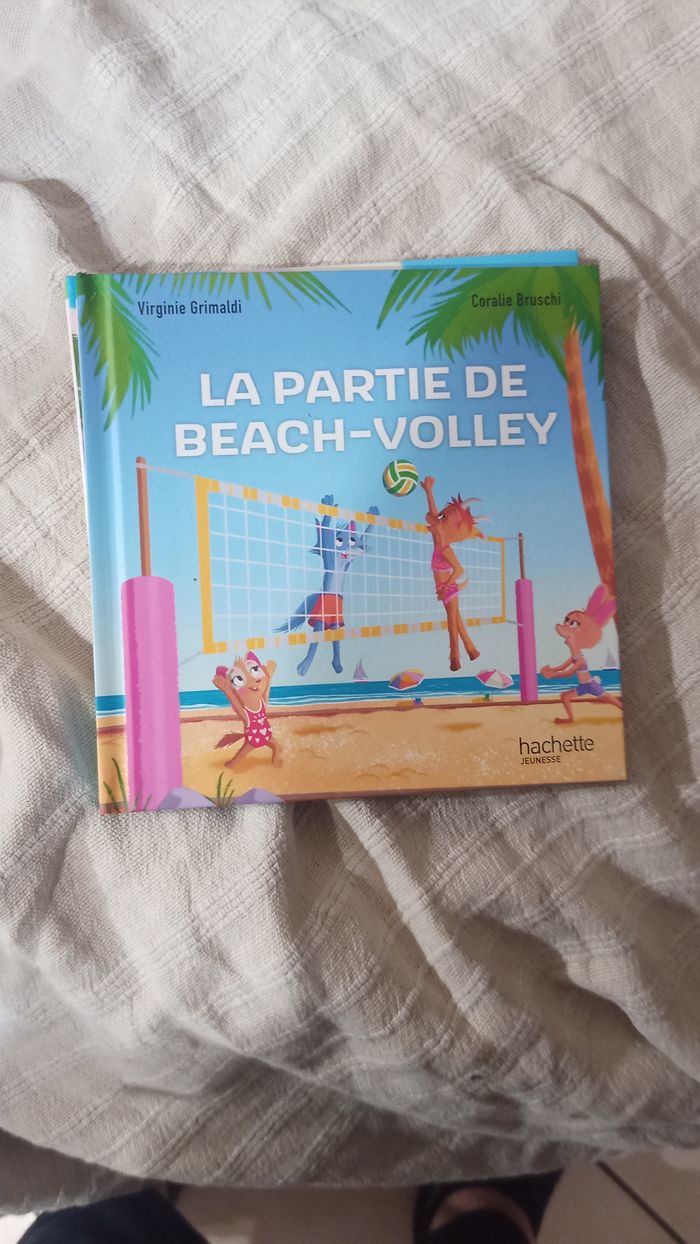 Virginie Grimaldi
Coralie Bruschi
LA PARTIE DE
BEACH-VOLLEY
hachette
JEUNESSE